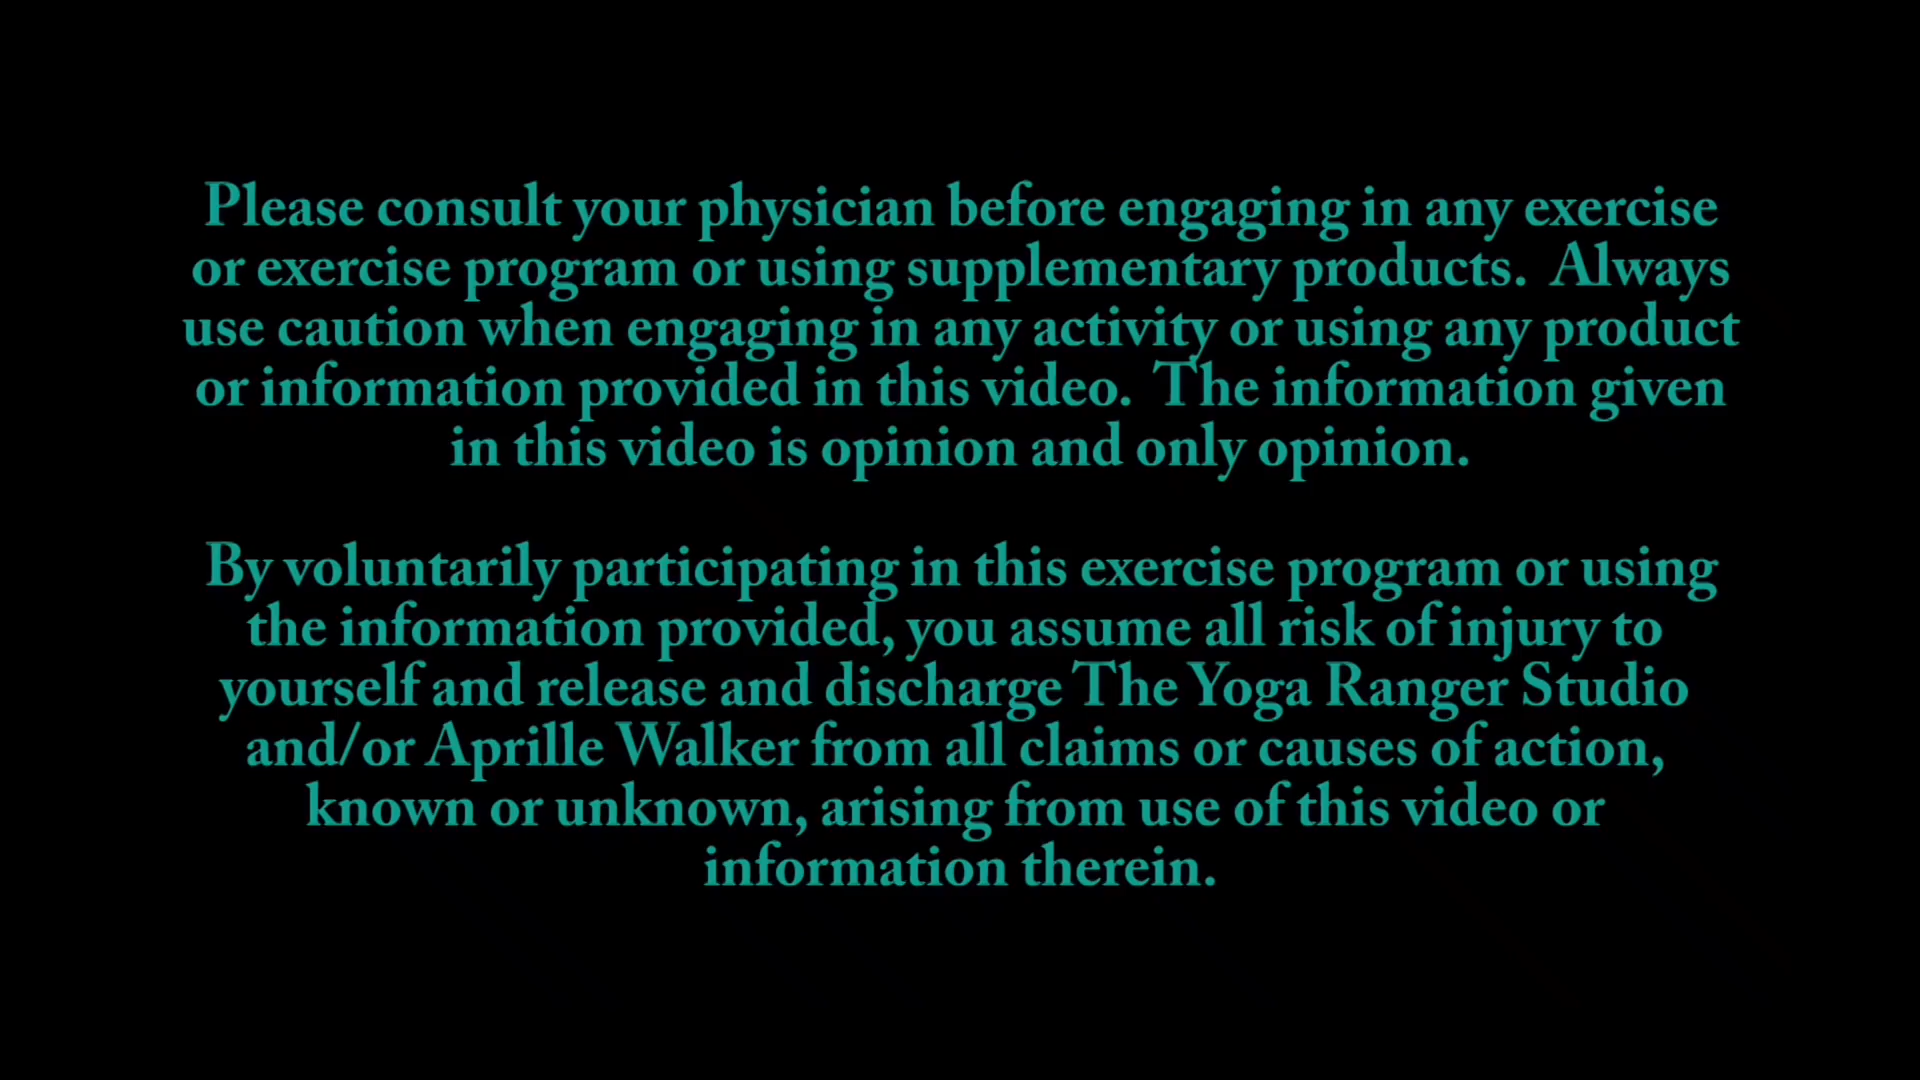 Please consult your physician before engaging in any exercise
or exercise program or using supplementary products.  Always
use caution when engaging in any activity or using any product
or information provided in this video.  The information given
in this video is opinion and only opinion.
By voluntarily participating in this exercise program or using
the information provided, you assume all risk of injury to
yourself and release and discharge The Yoga Ranger Studio
and/or Aprille Walker from all claims or causes of action,
known or unknown, arising from use of this video or
information therein.